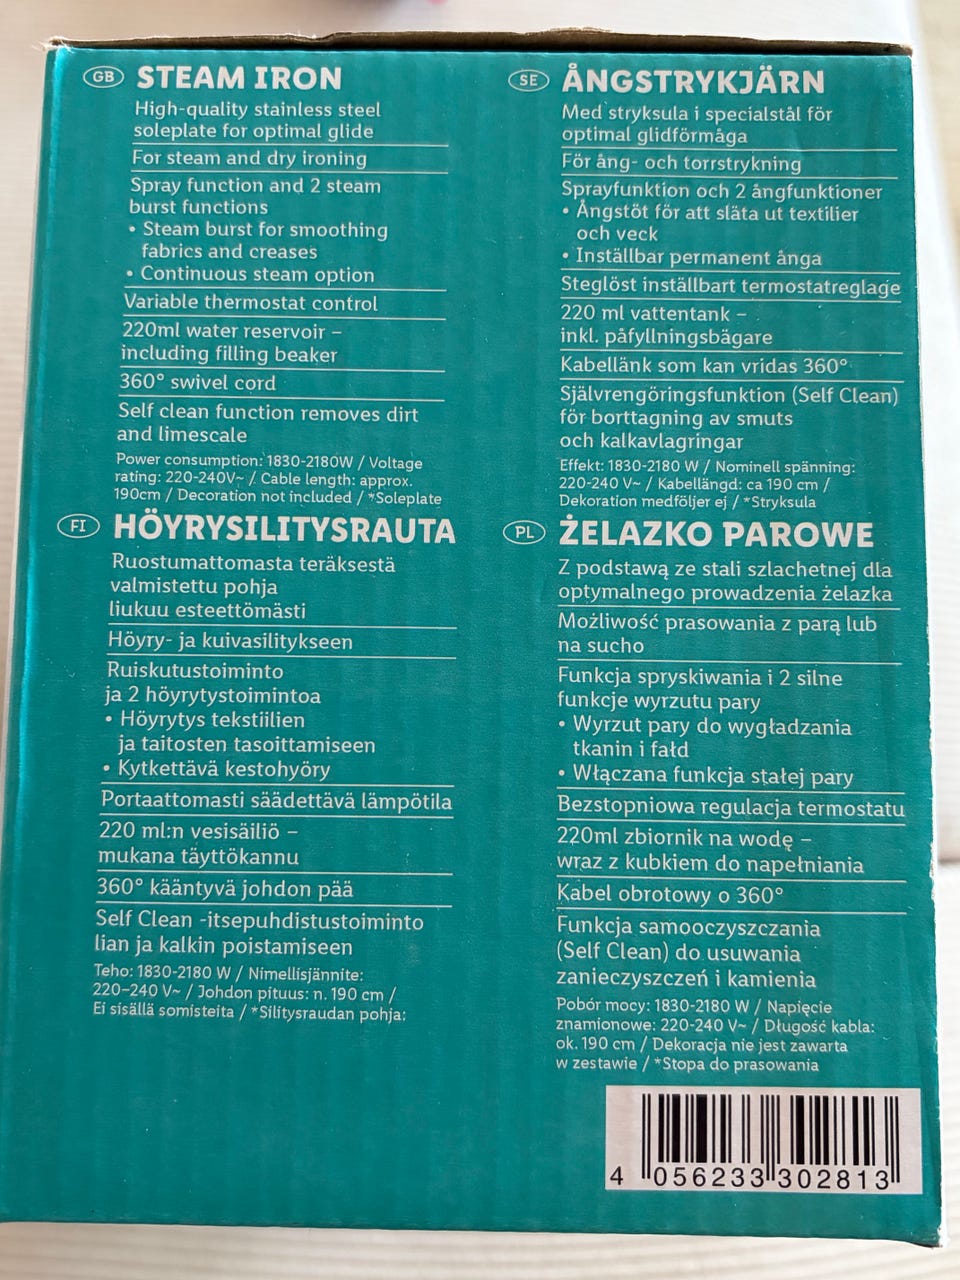 GB STEAM IRON
High-quality stainless steel
soleplate for optimal glide
For steam and dry ironing
Spray function and 2 steam
burst functions
• Steam burst for smoothing
fabrics and creases
• Continuous steam option
Variable thermostat control
220ml water reservoir –
including filling beaker
360° swivel cord
Self clean function removes dirt
and limescale
Power consumption: 1830-2180W / Voltage
rating: 220-240V~ / Cable length: approx.
190cm / Decoration not included / *Soleplate
SE ÅNGSTRYKJÄRN
Med stryksula i specialstål för
optimal glidförmåga
För ång- och torrstrykning
Sprayfunktion och 2 ångfunktioner
• Ångstöt för att släta ut textilier
och veck
• Inställbar permanent ånga
Steglöst inställbart termostatreglage
220 ml vattentank –
inkl. påfyllningsbägare
Kabellänk som kan vridas 360°
Självrengöringsfunktion (Self Clean)
för borttagning av smuts
och kalkavlagringar
Effekt: 1830-2180 W / Nominell spänning:
220-240 V~ / Kabellängd: ca 190 cm /
Dekoration medföljer ej / *Stryksula
FI HÖYRYSILITYSRAUTA
Ruostumattomasta teräksestä
valmistettu pohja
liukuu esteettömästi
Höyry- ja kuivasilitykseen
Ruiskutustoiminto
ja 2 höyrytystoimintoa
• Höyrytys tekstiilien
ja taitosten tasoittamiseen
• Kytkettävä kestohöyry
Portaattomasti säädettävä lämpötila
220 ml:n vesisäiliö –
mukana täyttökannu
360° kääntyvä johdon pää
Self Clean -itsepuhdistustoiminto
lian ja kalkin poistamiseen
Teho: 1830-2180 W / Nimellisjännite:
220–240 V~ / Johdon pituus: n. 190 cm /
Ei sisällä somisteita / *Silitysraudan pohja:
PL ŻELAZKO PAROWE
Z podstawą ze stali szlachetnej dla
optymalnego prowadzenia żelazka
Możliwość prasowania z parą lub
na sucho
Funkcja spryskiwania i 2 silne
funkcje wyrzutu pary
• Wyrzut pary do wygładzania
tkanin i fałd
• Włączana funkcja stałej pary
Bezstopniowa regulacja termostatu
220ml zbiornik na wodę –
wraz z kubkiem do napełniania
Kabel obrotowy o 360°
Funkcja samooczyszczania
(Self Clean) do usuwania
zanieczyszczeń i kamienia
Pobór mocy: 1830-2180 W / Napięcie
znamionowe: 220-240 V~ / Długość kabla:
ok. 190 cm / Dekoracja nie jest zawarta
w zestawie / *Stopa do prasowania
4 056233 302813